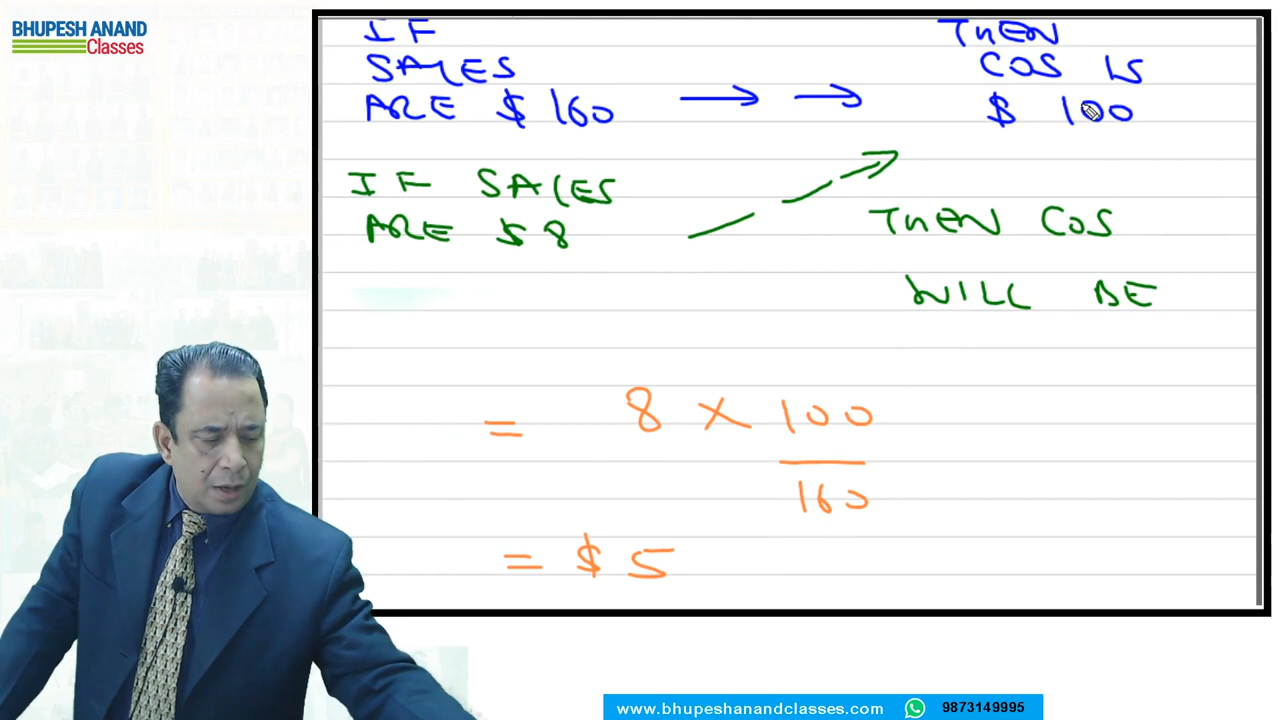 BHUPESH ANAND
Classes
IF
SALES
ARE $ 160
THEN
COS IS
$ 100
IF SALES
ARE $ 8
THEN COS
WILL BE
= 8 × 100
160
= $ 5
www.bhupeshanandclasses.com 9873149995